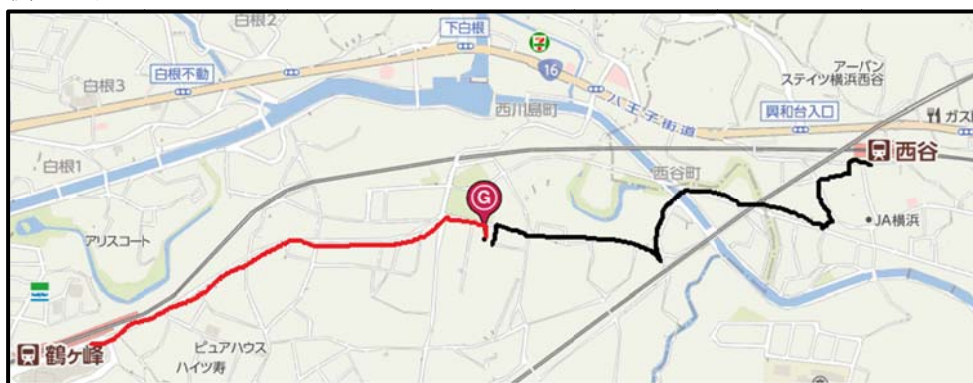 白根2
下白根
7
16
アーバン
ステイツ横浜西谷
白根不動
白根3
八王子街道
西川島町
興和台入口
ガス
西谷
白根1
西谷町
G
JA横浜
アリスコート
鶴ヶ峰
ピュアハウス
ハイツ寿